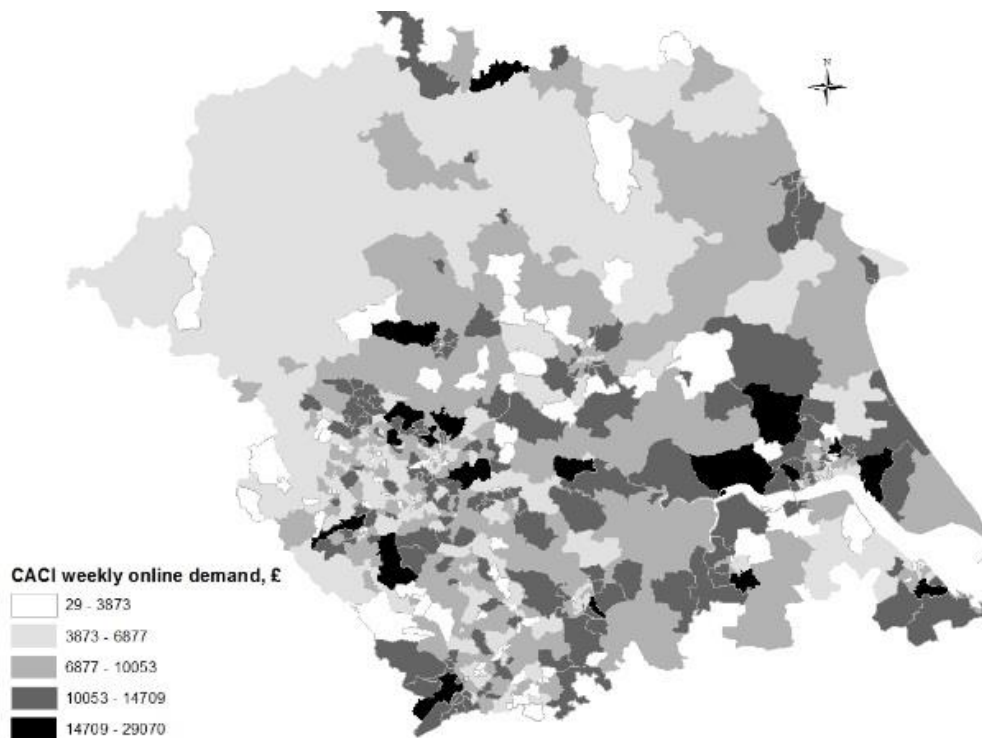 N
CACI weekly online demand, £
29 - 3873
3873 - 6877
6877 - 10053
10053 - 14709
14709 - 29070